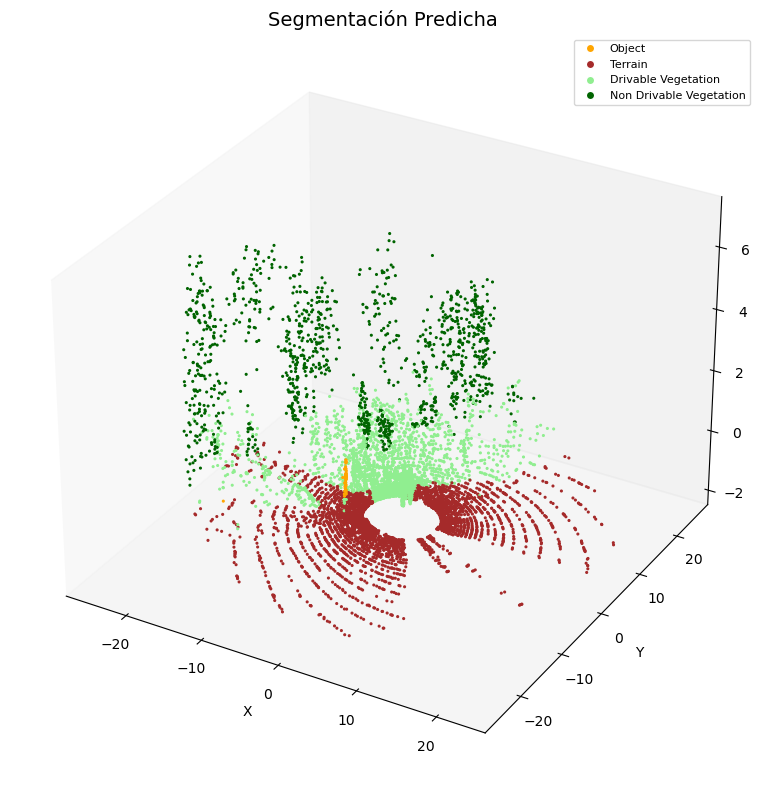 Segmentación Predicha
Object
Terrain
Drivable Vegetation
Non Drivable Vegetation
6
4
2
0
−2
20
10
0
−10
−20
Y
−20
−10
0
10
20
X